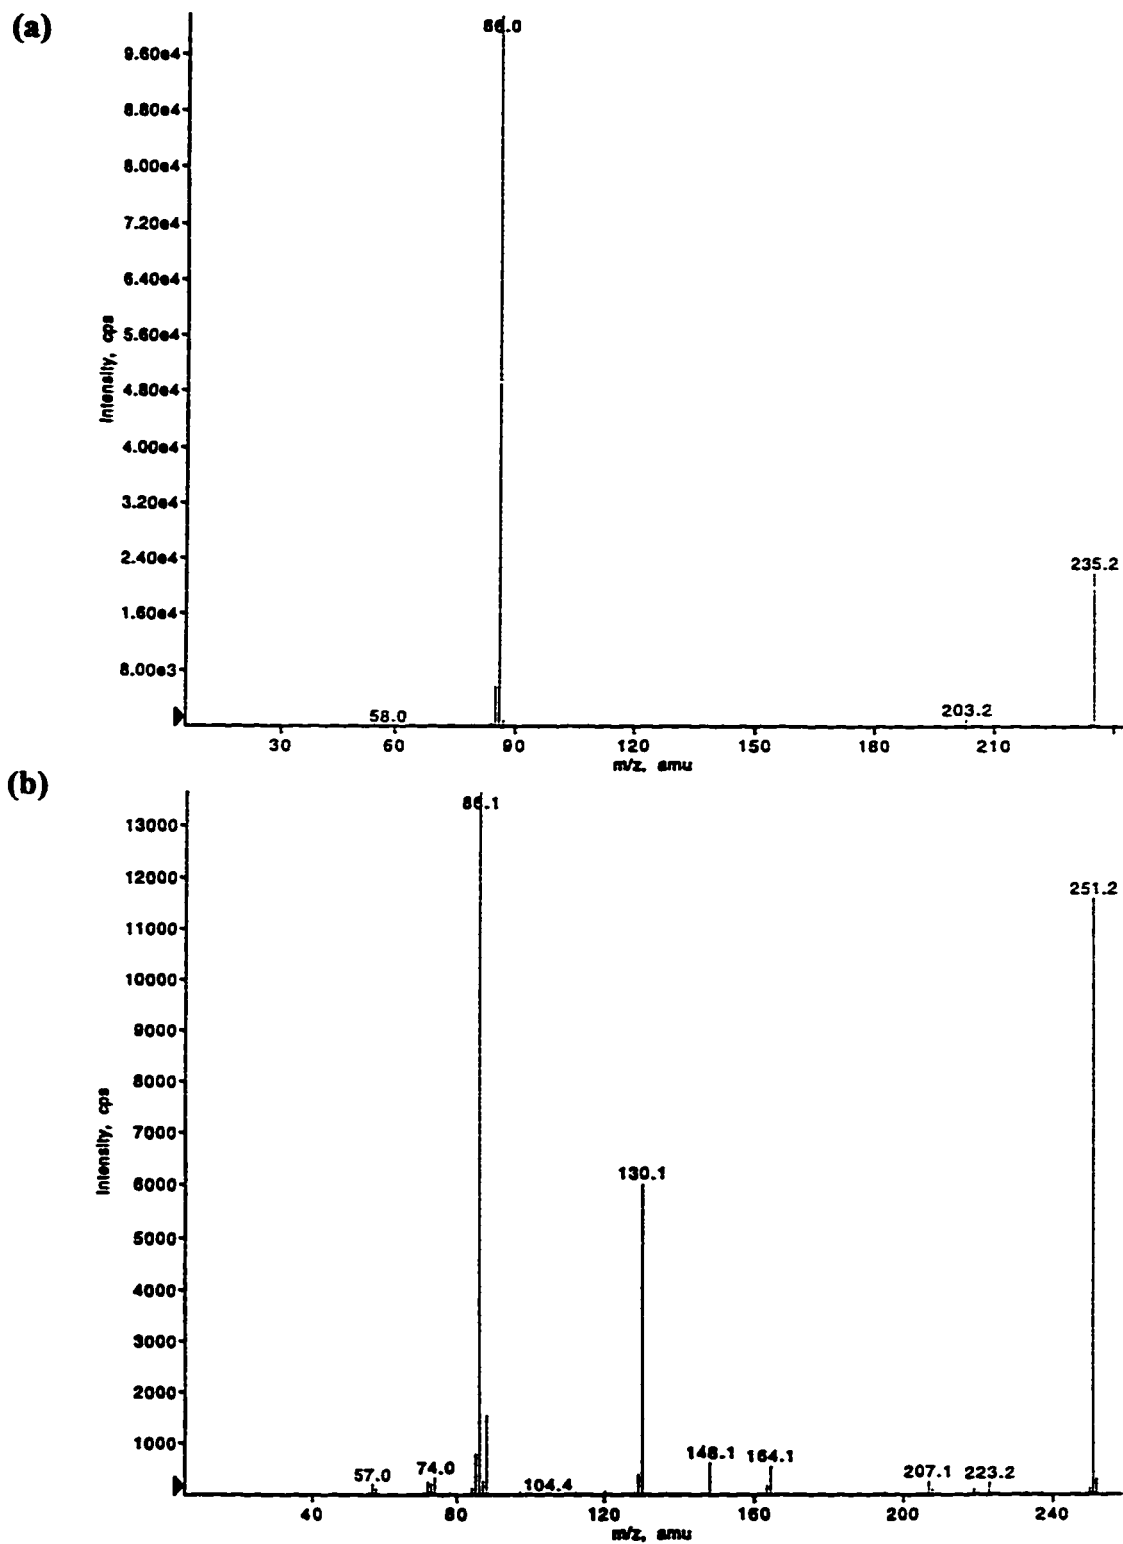 (a)
86.0
9.60e4
8.80e4
8.00e4
7.20e4
6.40e4
5.60e4
4.80e4
4.00e4
3.20e4
2.40e4
1.60e4
8.00e3
Intensity, cps
235.2
58.0
203.2
30 60 90 120 150 180 210
m/z, amu
(b)
86.1
13000
12000
11000
10000
9000
8000
7000
6000
5000
4000
3000
2000
1000
Intensity, cps
251.2
130.1
57.0 74.0 104.4 148.1 164.1 207.1 223.2
40 80 120 160 200 240
m/z, amu